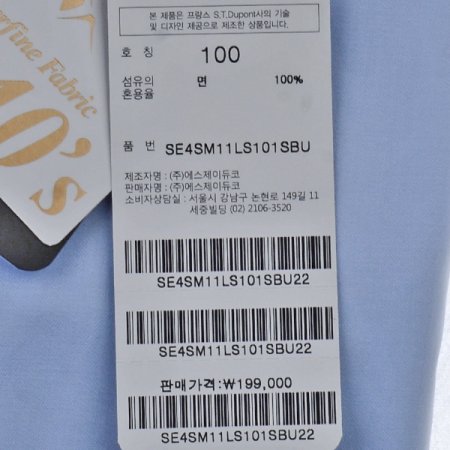 본 제품은 프랑스 S.T.Dupont사의 기술
및 디자인 제공으로 제조한 상품입니다.
호 칭 100
섬유의 혼용율 면 100%
품 번 SE4SM11LS101SBU
제조자명 : (주)에스제이듀코
판매자명 : (주)에스제이듀코
소비자상담실 : 서울시 강남구 논현로 149길 11
세중빌딩 (02) 2106-3520
SE4SM11LS101SBU22
SE4SM11LS101SBU22
판매가격:₩199,000
SE4SM11LS101SBU22
erfine Fabric
40's